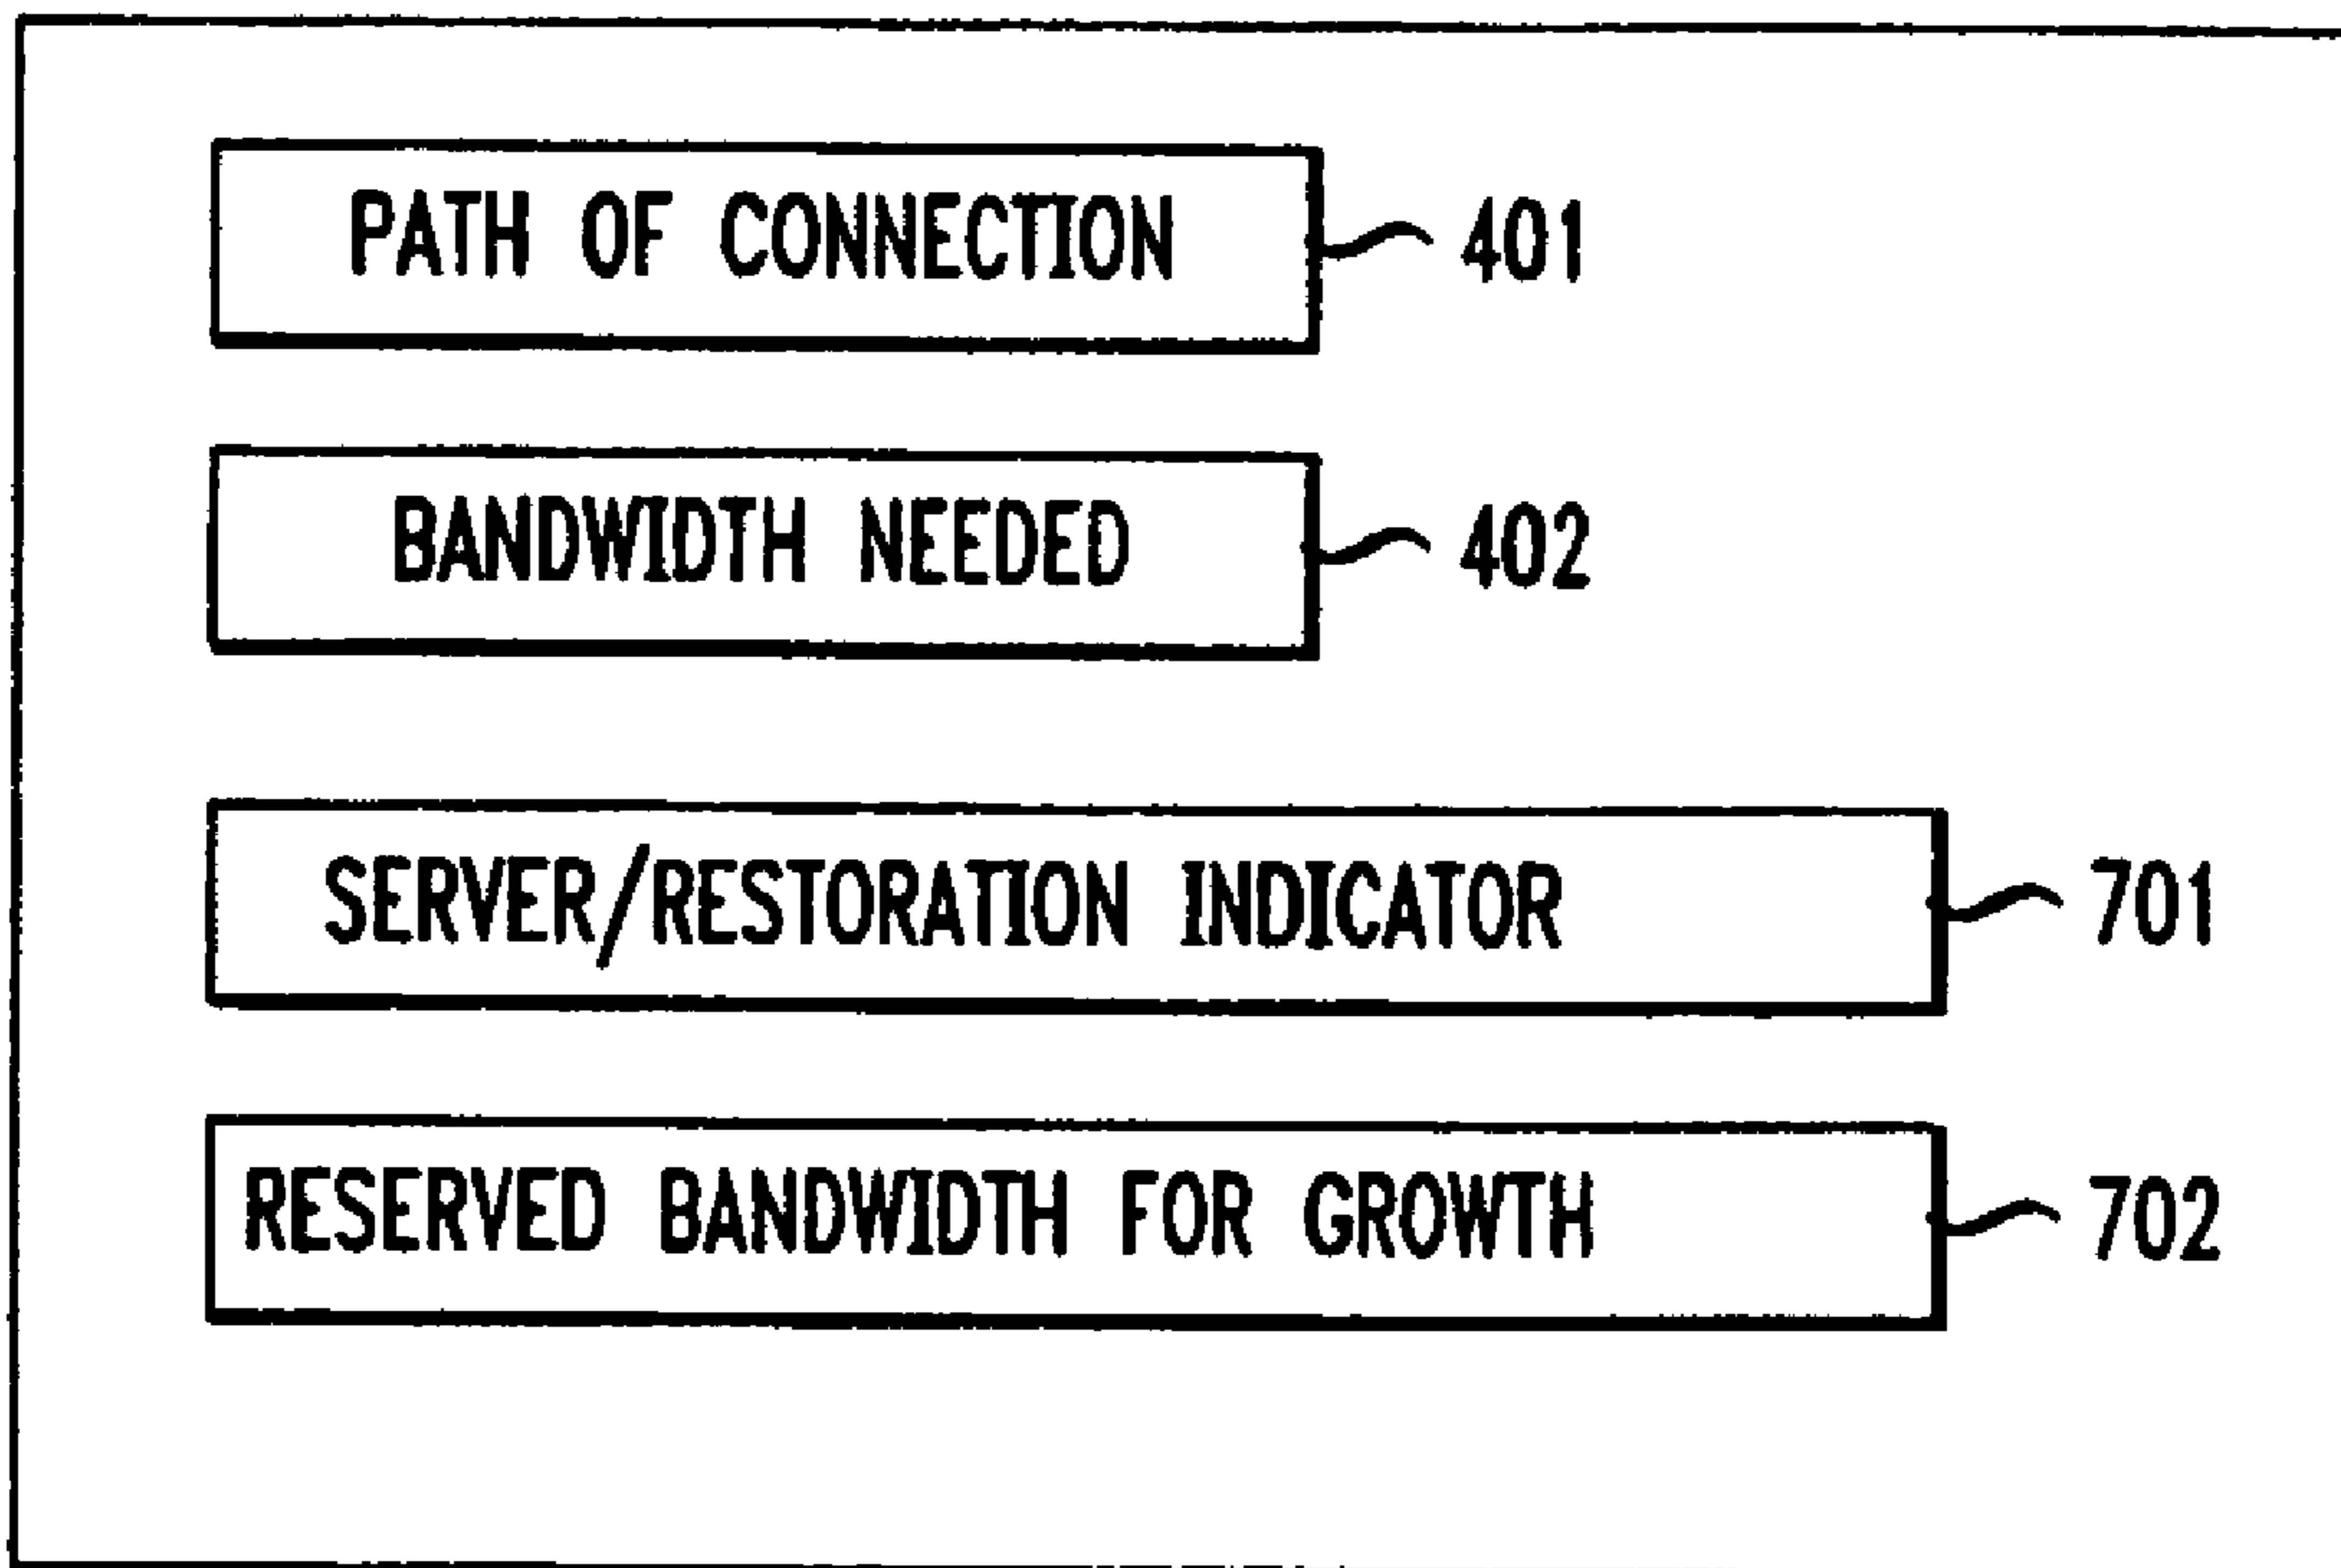 PATH OF CONNECTION 401
BANDWIDTH NEEDED 402
SERVER/RESTORATION INDICATOR 701
RESERVED BANDWIDTH FOR GROWTH 702